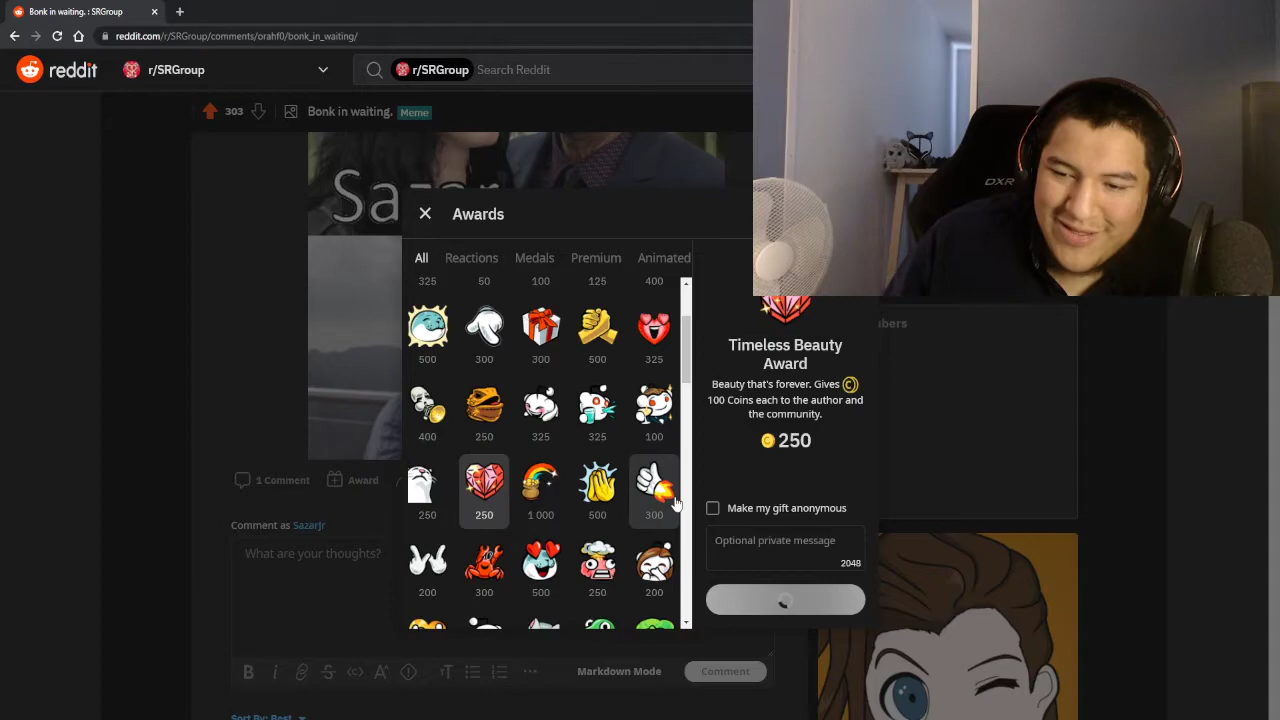 Bonk in waiting. : SRGroup
reddit.com/r/SRGroup/comments/orahf0/bonk_in_waiting/
reddit
r/SRGroup
r/SRGroup
Search Reddit
303
Bonk in waiting.
Meme
DXR
Awards
All
Reactions
Medals
Premium
Animated
325
50
100
125
400
500
300
300
500
325
400
250
325
325
100
250
250
1 000
500
300
200
300
500
250
200
Timeless Beauty
Award
Beauty that's forever. Gives
100 Coins each to the author and
the community.
250
Make my gift anonymous
Optional private message
2048
1 Comment
Award
Comment as SazarJr
What are your thoughts?
Markdown Mode
Comment
Sort By: Best